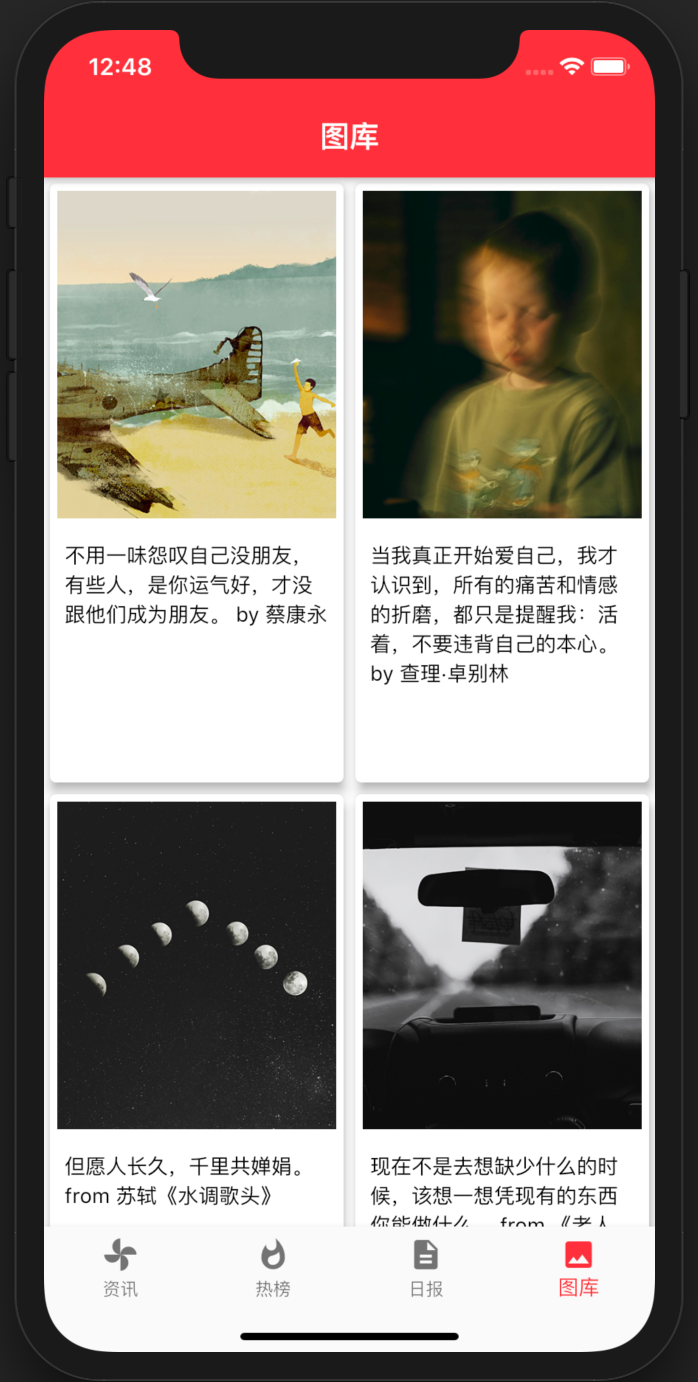 12:48
图库
不用一味怨叹自己没朋友，
有些人，是你运气好，才没
跟他们成为朋友。 by 蔡康永
当我真正开始爱自己，我才
认识到，所有的痛苦和情感
的折磨，都只是提醒我：活
着，不要违背自己的本心。
by 查理·卓别林
但愿人长久，千里共婵娟。
from 苏轼《水调歌头》
现在不是去想缺少什么的时
候，该想一想凭现有的东西
你能做什么。 from 《老人
资讯
热榜
日报
图库